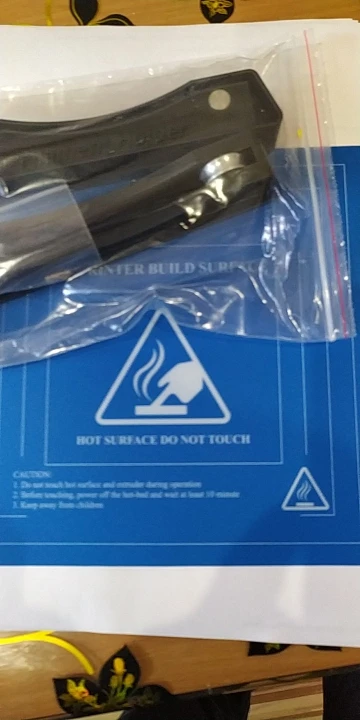 PRINTER BUILD SURFACE
HOT SURFACE DO NOT TOUCH
CAUTION:
1. Do not touch hot surface and extruder during operation
2. Before touching, power off the hot-bed and wait at least 10 minute
3. Keep away from children